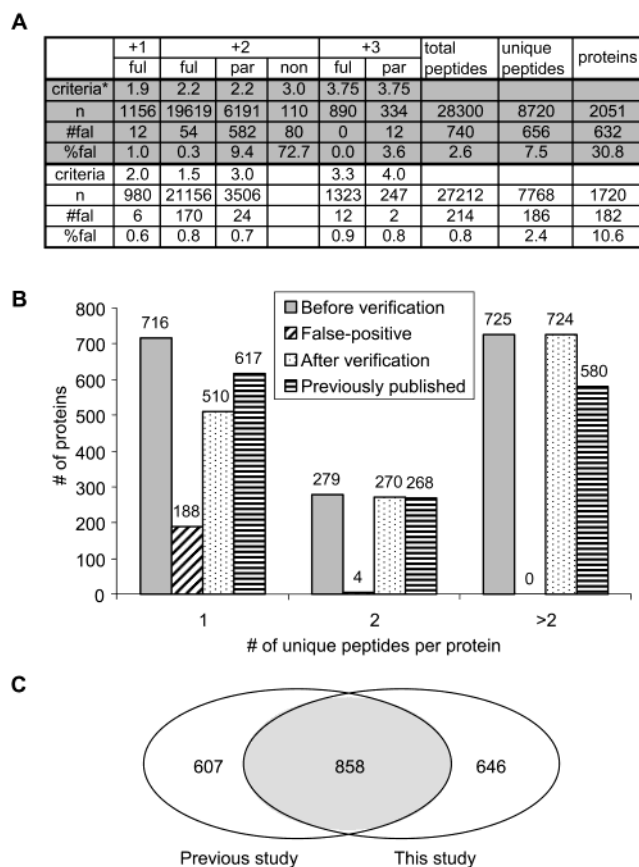 A
+1 +2 +3 total peptides unique peptides proteins
ful ful par non ful par
criteria* 1.9 2.2 2.2 3.0 3.75 3.75
n 1156 19619 6191 110 890 334 28300 8720 2051
#fal 12 54 582 80 0 12 740 656 632
%fal 1.0 0.3 9.4 72.7 0.0 3.6 2.6 7.5 30.8
criteria 2.0 1.5 3.0 3.3 4.0
n 980 21156 3506 1323 247 27212 7768 1720
#fal 6 170 24 12 2 214 186 182
%fal 0.6 0.8 0.7 0.9 0.8 0.8 2.4 10.6
B
Before verification
False-positive
After verification
Previously published
# of proteins
800
700
600
500
400
300
200
100
0
716 188 510 617
279 4 270 268
725 0 724 580
1 2 >2
# of unique peptides per protein
C
607 858 646
Previous study This study